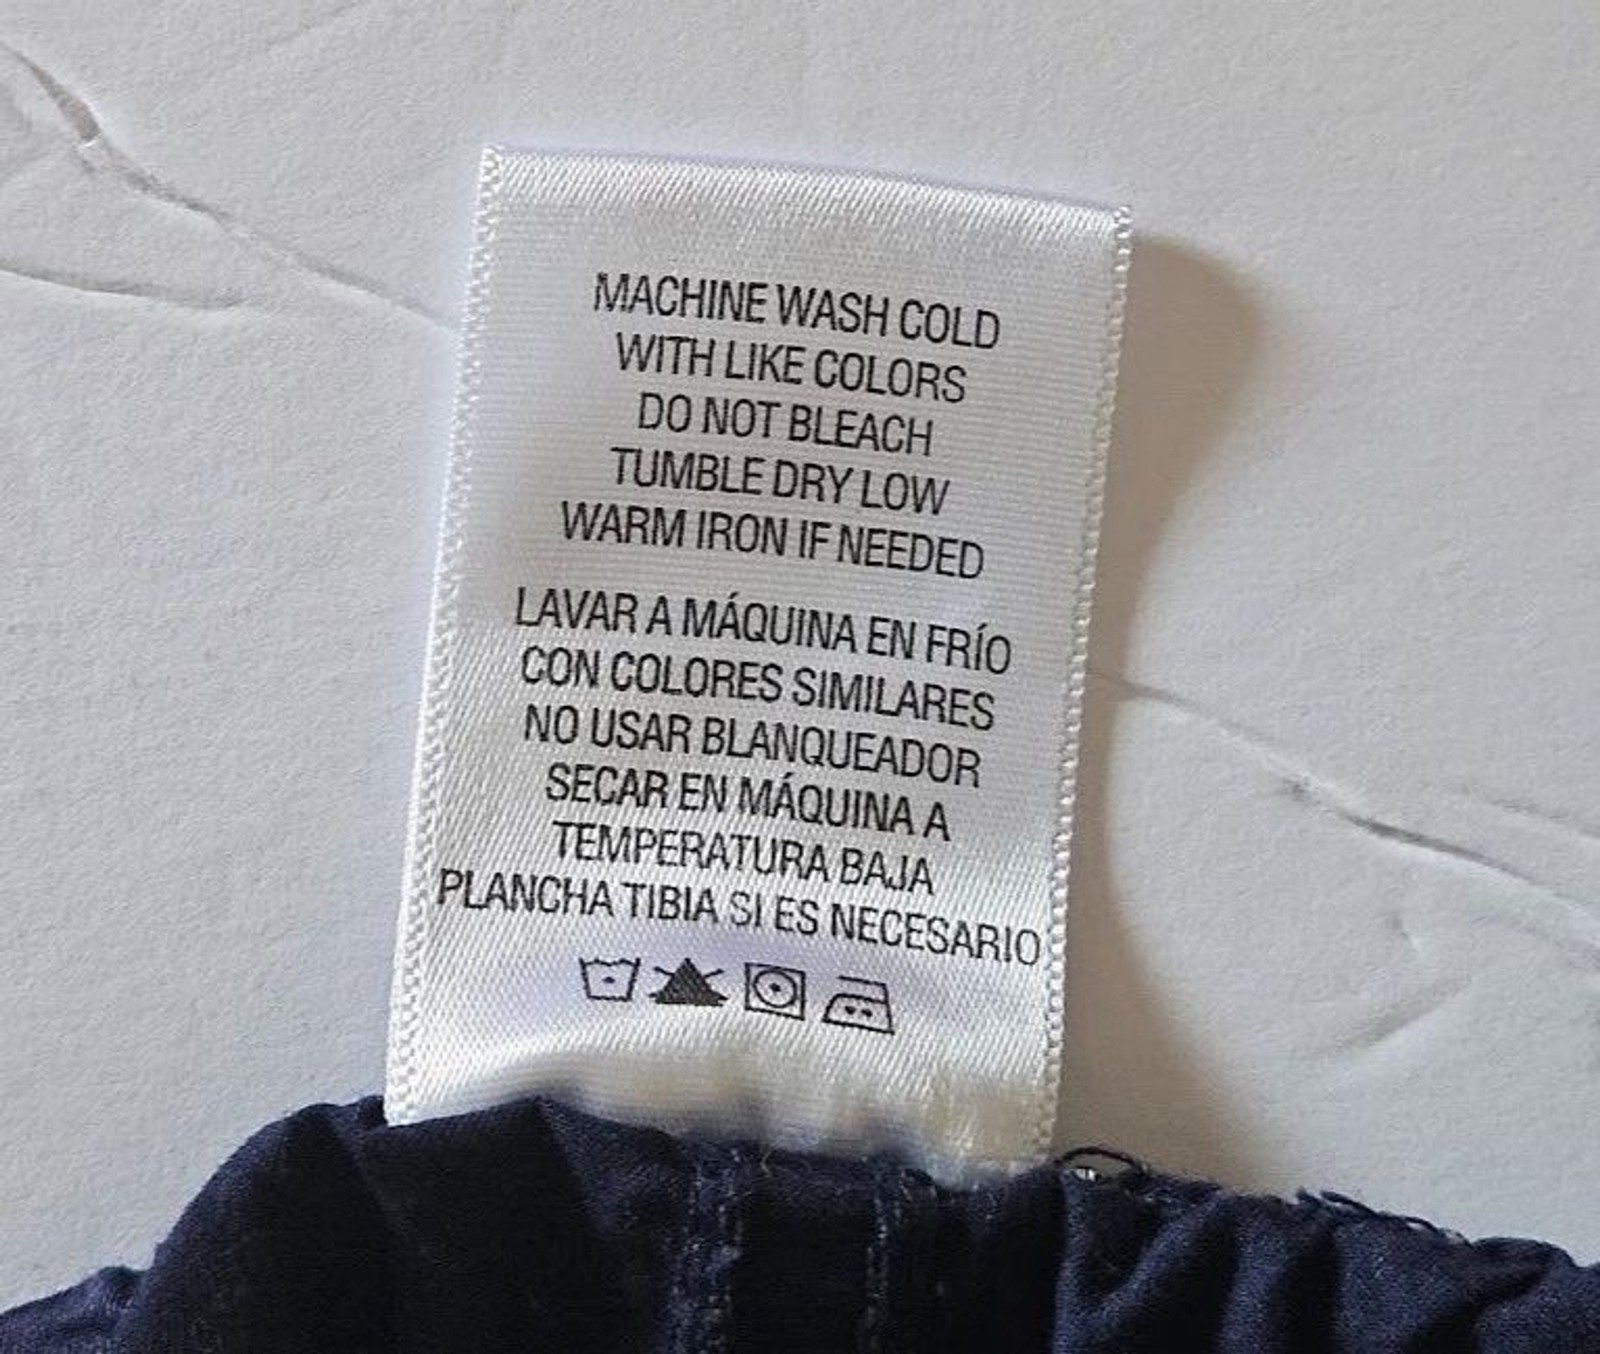 MACHINE WASH COLD
WITH LIKE COLORS
DO NOT BLEACH
TUMBLE DRY LOW
WARM IRON IF NEEDED
LAVAR A MÁQUINA EN FRÍO
CON COLORES SIMILARES
NO USAR BLANQUEADOR
SECAR EN MÁQUINA A
TEMPERATURA BAJA
PLANCHA TIBIA SI ES NECESARIO